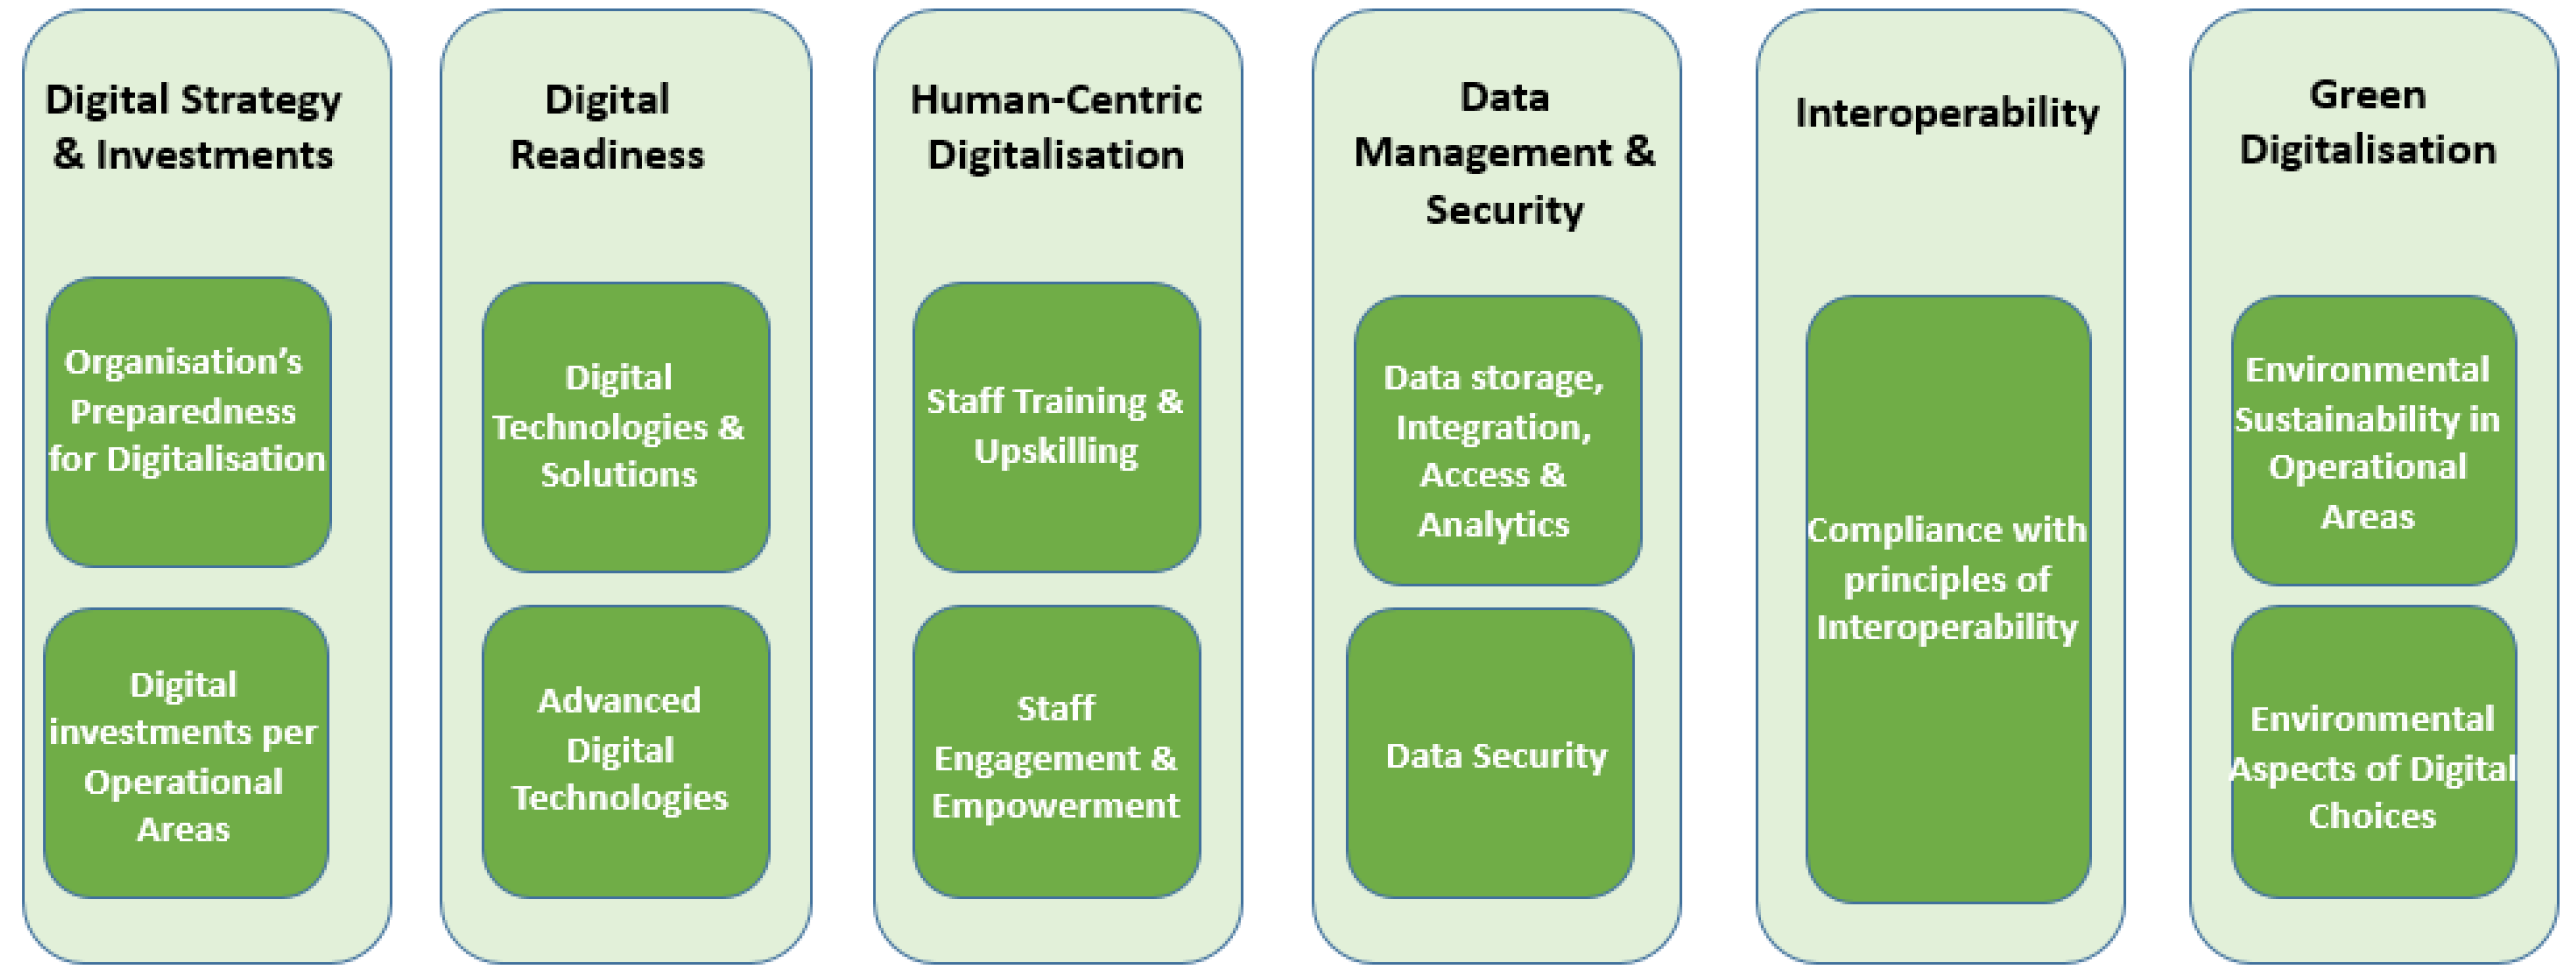 Digital Strategy
& Investments
Organisation’s
Preparedness
for Digitalisation
Digital
investments per
Operational
Areas
Digital
Readiness
Digital
Technologies &
Solutions
Advanced
Digital
Technologies
Human-Centric
Digitalisation
Staff Training &
Upskilling
Staff
Engagement &
Empowerment
Data
Management &
Security
Data storage,
Integration,
Access &
Analytics
Data Security
Interoperability
Compliance with
principles of
Interoperability
Green
Digitalisation
Environmental
Sustainability in
Operational
Areas
Environmental
Aspects of Digital
Choices